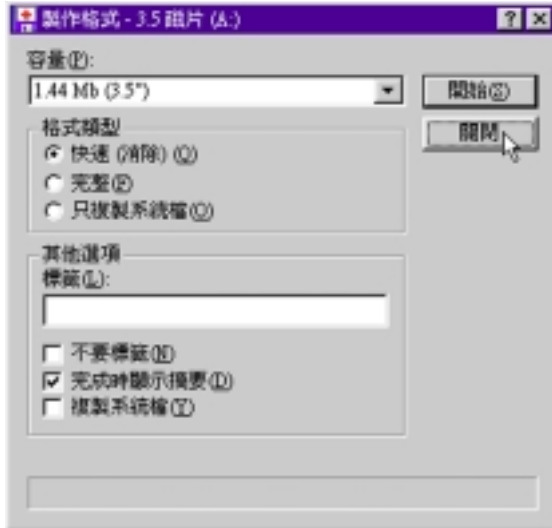 製作格式 - 3.5 磁片 (A:)
容量(P):
1.44 Mb (3.5")
開始(S)
關閉
格式類型
快速 (消除) (Q)
完整(F)
只複製系統檔(O)
其他選項
標籤(L):
不要標籤(N)
完成時顯示摘要(D)
複製系統檔(Y)